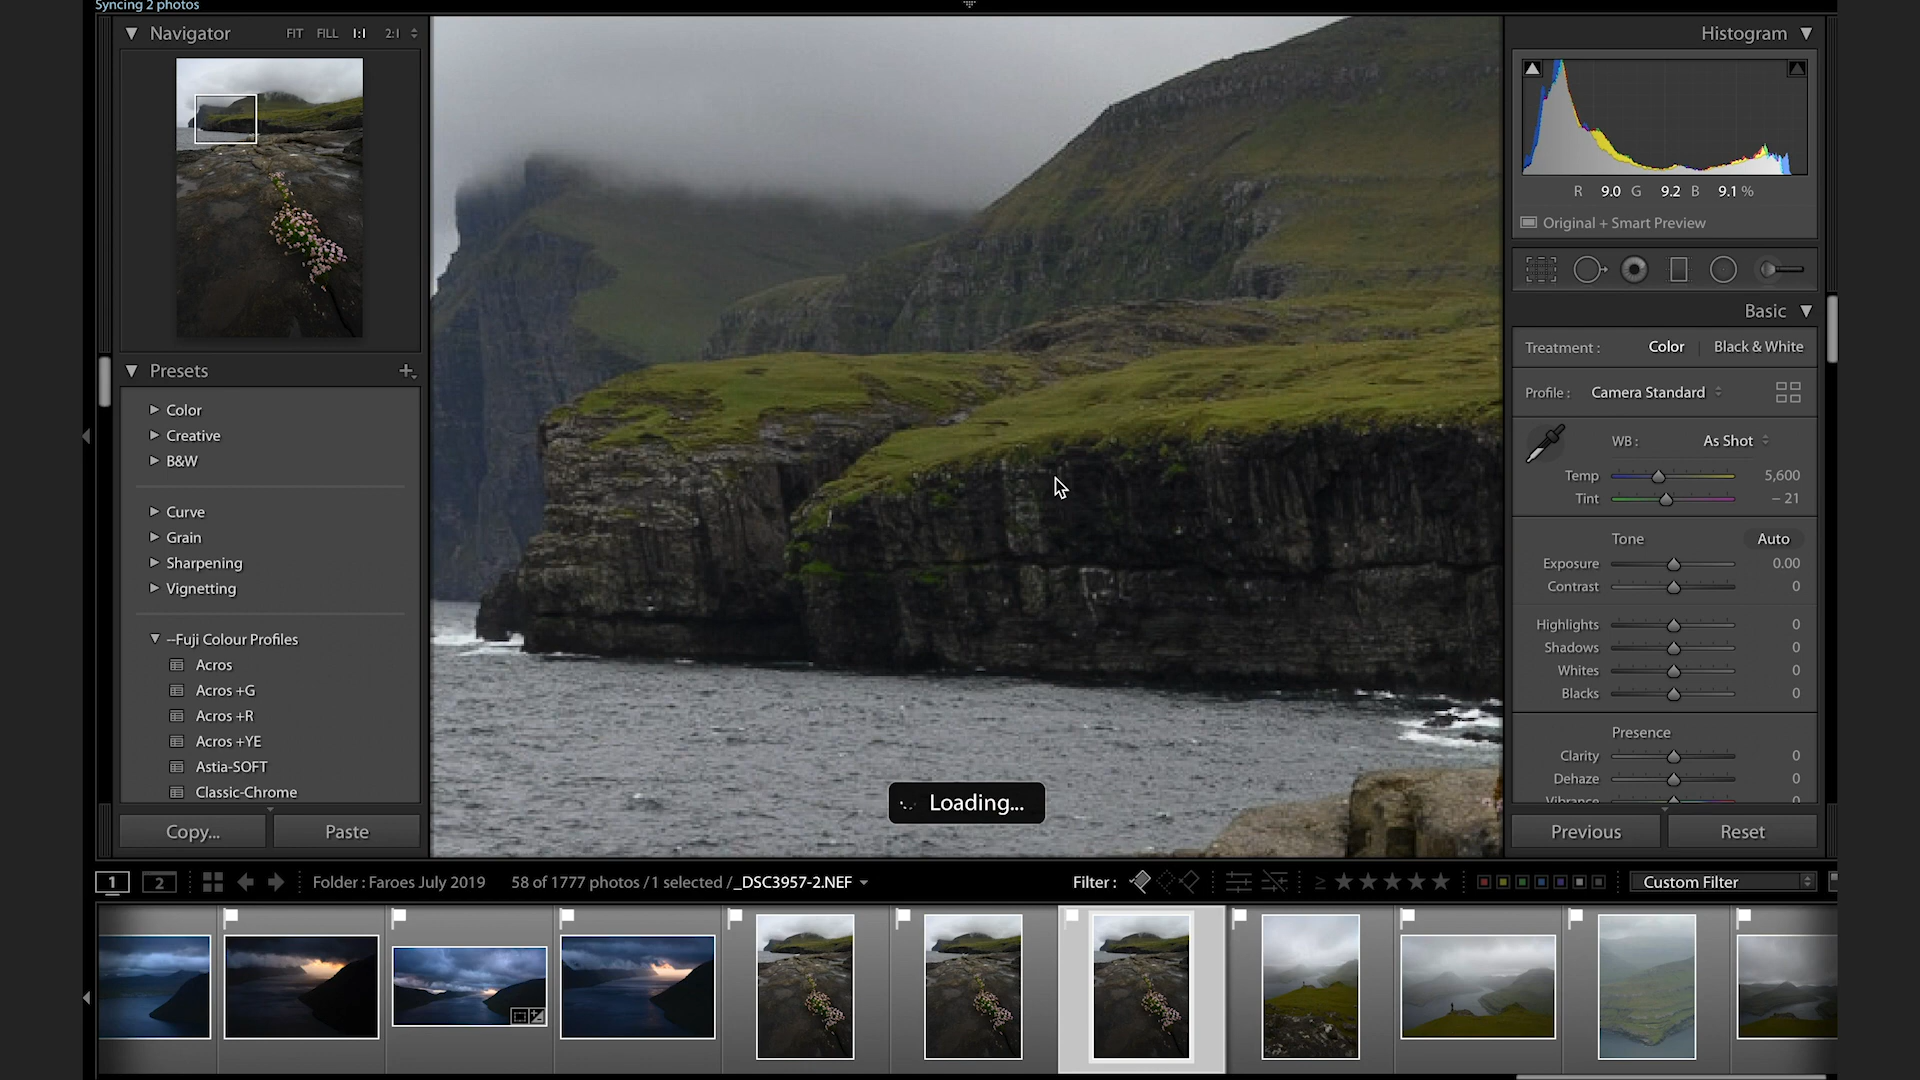 Syncing 2 photos
Navigator FIT FILL 1:1 2:1
Histogram
R 9.0 G 9.2 B 9.1 %
Original + Smart Preview
Basic
Treatment : Color Black & White
Profile : Camera Standard
WB : As Shot
Temp 5,600
Tint – 21
Tone Auto
Exposure 0.00
Contrast 0
Highlights 0
Shadows 0
Whites 0
Blacks 0
Presence
Clarity 0
Dehaze 0
Vibrance 0
Previous Reset
Presets
Color
Creative
B&W
Curve
Grain
Sharpening
Vignetting
--Fuji Colour Profiles
Acros
Acros +G
Acros +R
Acros +YE
Astia-SOFT
Classic-Chrome
Copy... Paste
Loading...
1 2 Folder : Faroes July 2019 58 of 1777 photos / 1 selected / _DSC3957-2.NEF Filter : ≥ Custom Filter